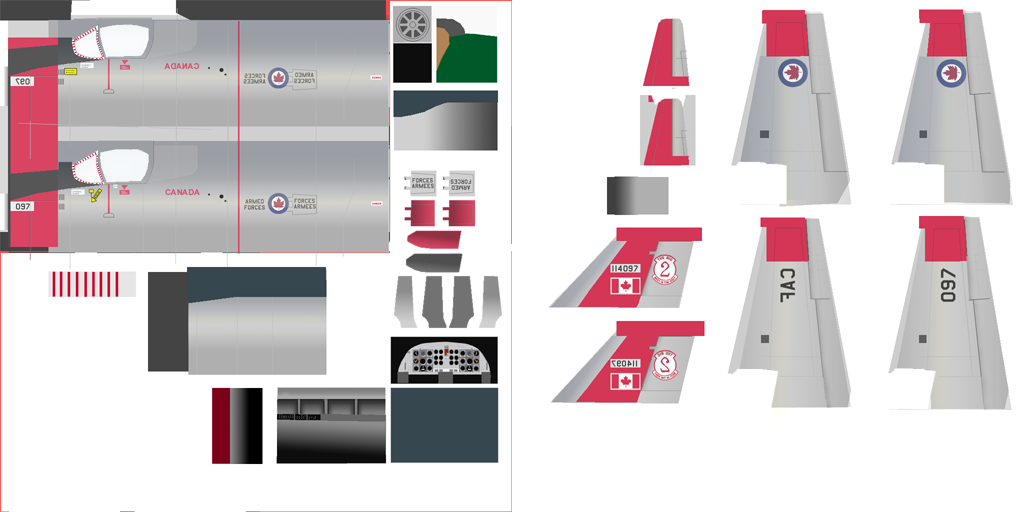 097
CANADA
FORCES
ARMEES
ARMED
FORCES
097
CANADA
ARMED
FORCES
FORCES
ARMEES
FORCES
ARMEES
FORCES
ARMED
114097
2
114097
2
CAF
097